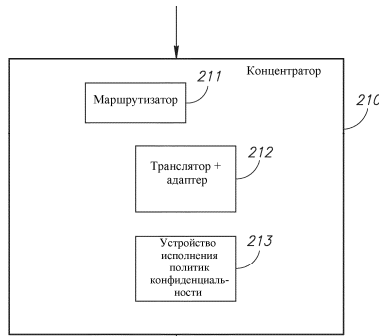 Концентратор
211
Маршрутизатор
210
212
Транслятор +
адаптер
213
Устройство
исполнения
политик
конфиденциаль-
ности